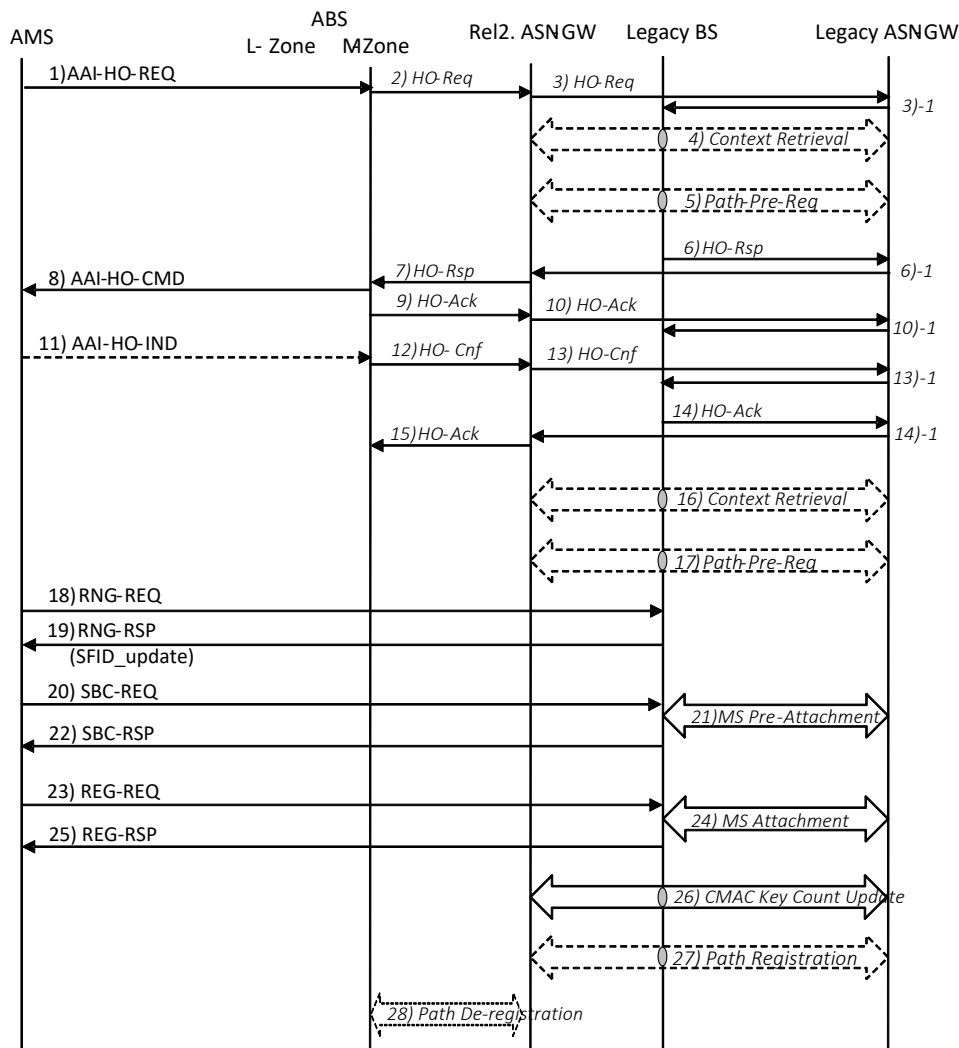 ABS
AMS
L- Zone
MZone
Rel2. ASNGW
Legacy BS
Legacy ASNGW
1)AAI-HO-REQ
2) HO-Req
3) HO-Req
3)-1
4) Context Retrieval
5)Path-Pre-Req
6)HO-Rsp
7)HO-Rsp
6)-1
8) AAI-HO-CMD
9) HO-Ack
10) HO-Ack
10)-1
11) AAI-HO-IND
12)HO- Cnf
13) HO-Cnf
13)-1
14)HO-Ack
15)HO-Ack
14)-1
16) Context Retrieval
17)Path-Pre-Req
18)RNG-REQ
19)RNG-RSP
(SFID_update)
20) SBC-REQ
21)MS Pre-Attachment
22) SBC-RSP
23) REG-REQ
24) MS Attachment
25) REG-RSP
26) CMAC Key Count Update
27) Path Registration
28) Path De-registration